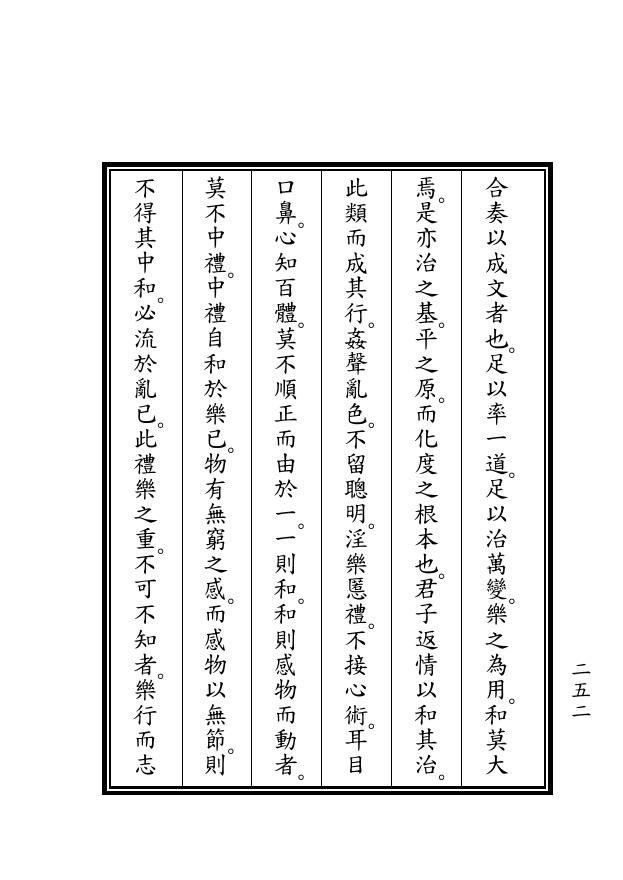 合奏以成文者也。足以率一道。足以治萬變。樂之為用。和莫大
焉。是亦治之基。平之原。而化度之根本也。君子返情以和其治。
此類而成其行。姦聲亂色。不留聰明。淫樂慝禮。不接心術。耳目
口鼻。心知百體。莫不順正而由於一。一則和。和則感物而動者。
莫不中禮。中禮自和於樂已。物有無窮之感。而感物以無節。則
不得其中和。必流於亂已。此禮樂之重。不可不知者。樂行而志
二五二